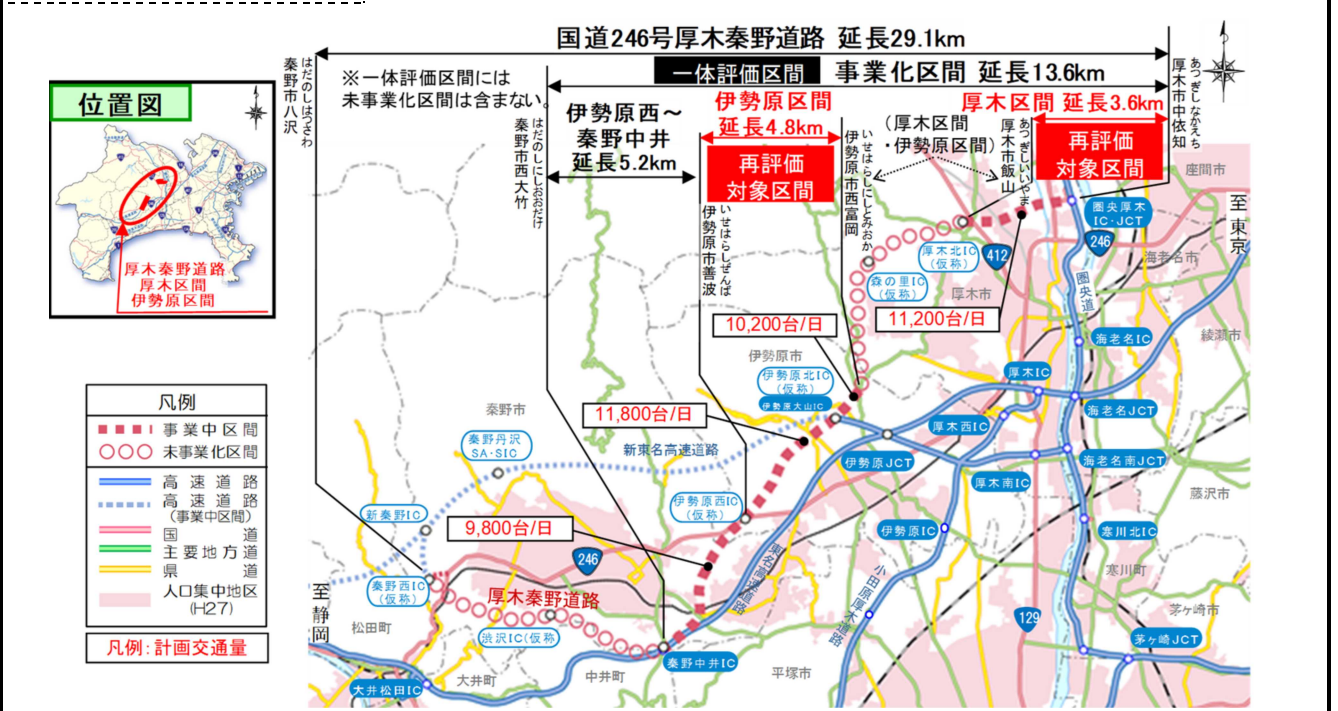 国道246号厚木秦野道路 延長29.1km
一体評価区間 事業化区間 延長13.6km
※一体評価区間には
未事業化区間は含まない。
秦野市八沢
はだのしはっさわ
秦野市西大竹
はだのしにしおおだけ
伊勢原西～
秦野中井
延長5.2km
伊勢原区間
延長4.8km
再評価
対象区間
伊勢原市善波
いせはらしぜんば
伊勢原市西富岡
いせはらしにしとみおか
(厚木区間
・伊勢原区間)
厚木区間 延長3.6km
再評価
対象区間
厚木市飯山
あつぎしいいやま
厚木市中依知
あつぎしなかえち
位置図
厚木秦野道路
厚木区間
伊勢原区間
凡例
事業中区間
未事業化区間
高速道路
高速道路
(事業中区間)
国道
主要地方道
県道
人口集中地区
(H27)
凡例:計画交通量
座間市
至東京
圏央厚木
IC・JCT
246
海老名市
厚木北IC
(仮称)
412
森の里IC
(仮称)
厚木市
圏央道
綾瀬市
10,200台/日
11,200台/日
海老名IC
伊勢原市
伊勢原北IC
(仮称)
伊勢原大山IC
厚木IC
海老名JCT
秦野市
11,800台/日
厚木西IC
秦野丹沢
SA・SIC
新東名高速道路
伊勢原JCT
海老名南JCT
厚木南IC
藤沢市
新秦野IC
伊勢原西IC
(仮称)
9,800台/日
伊勢原IC
寒川北IC
246
東名高速道路
小田原厚木道路
寒川町
至静岡
秦野西IC
(仮称)
厚木秦野道路
129
茅ヶ崎市
松田町
渋沢IC(仮称
茅ヶ崎JCT
秦野中井IC
大井松田IC
大井町
中井町
平塚市